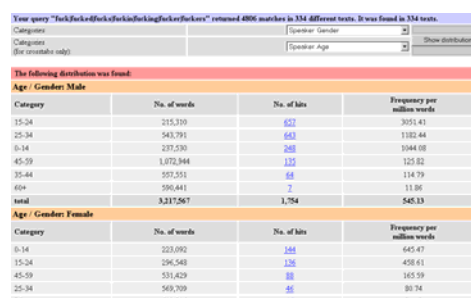 Your query "fuck|fucked|fucks|fuckin|fucking|fucker|fuckers" returned 4806 matches in 334 different texts. It was found in 334 texts.
Categories Speaker Gender
Categories (for crosstabs only): Speaker Age Show distribution
The following distribution was found:
Age / Gender: Male
Category No. of words No. of hits Frequency per million words
15-24 215,310 657 3051.41
25-34 543,791 643 1182.44
0-14 237,530 248 1044.08
45-59 1,072,944 135 125.82
35-44 557,551 64 114.79
60+ 590,441 7 11.86
total 3,217,567 1,754 545.13
Age / Gender: Female
Category No. of words No. of hits Frequency per million words
0-14 223,092 144 645.47
15-24 296,548 136 458.61
45-59 531,429 88 165.59
25-34 569,709 46 80.74